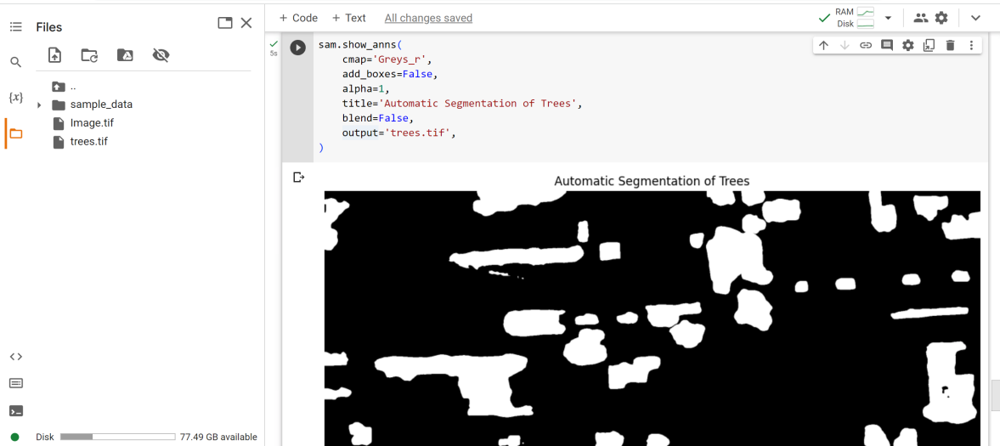 Files
+ Code + Text All changes saved
RAM
Disk
{x}
..
sample_data
Image.tif
trees.tif
5s
sam.show_anns(
    cmap='Greys_r',
    add_boxes=False,
    alpha=1,
    title='Automatic Segmentation of Trees',
    blend=False,
    output='trees.tif',
)
Automatic Segmentation of Trees
Disk 77.49 GB available